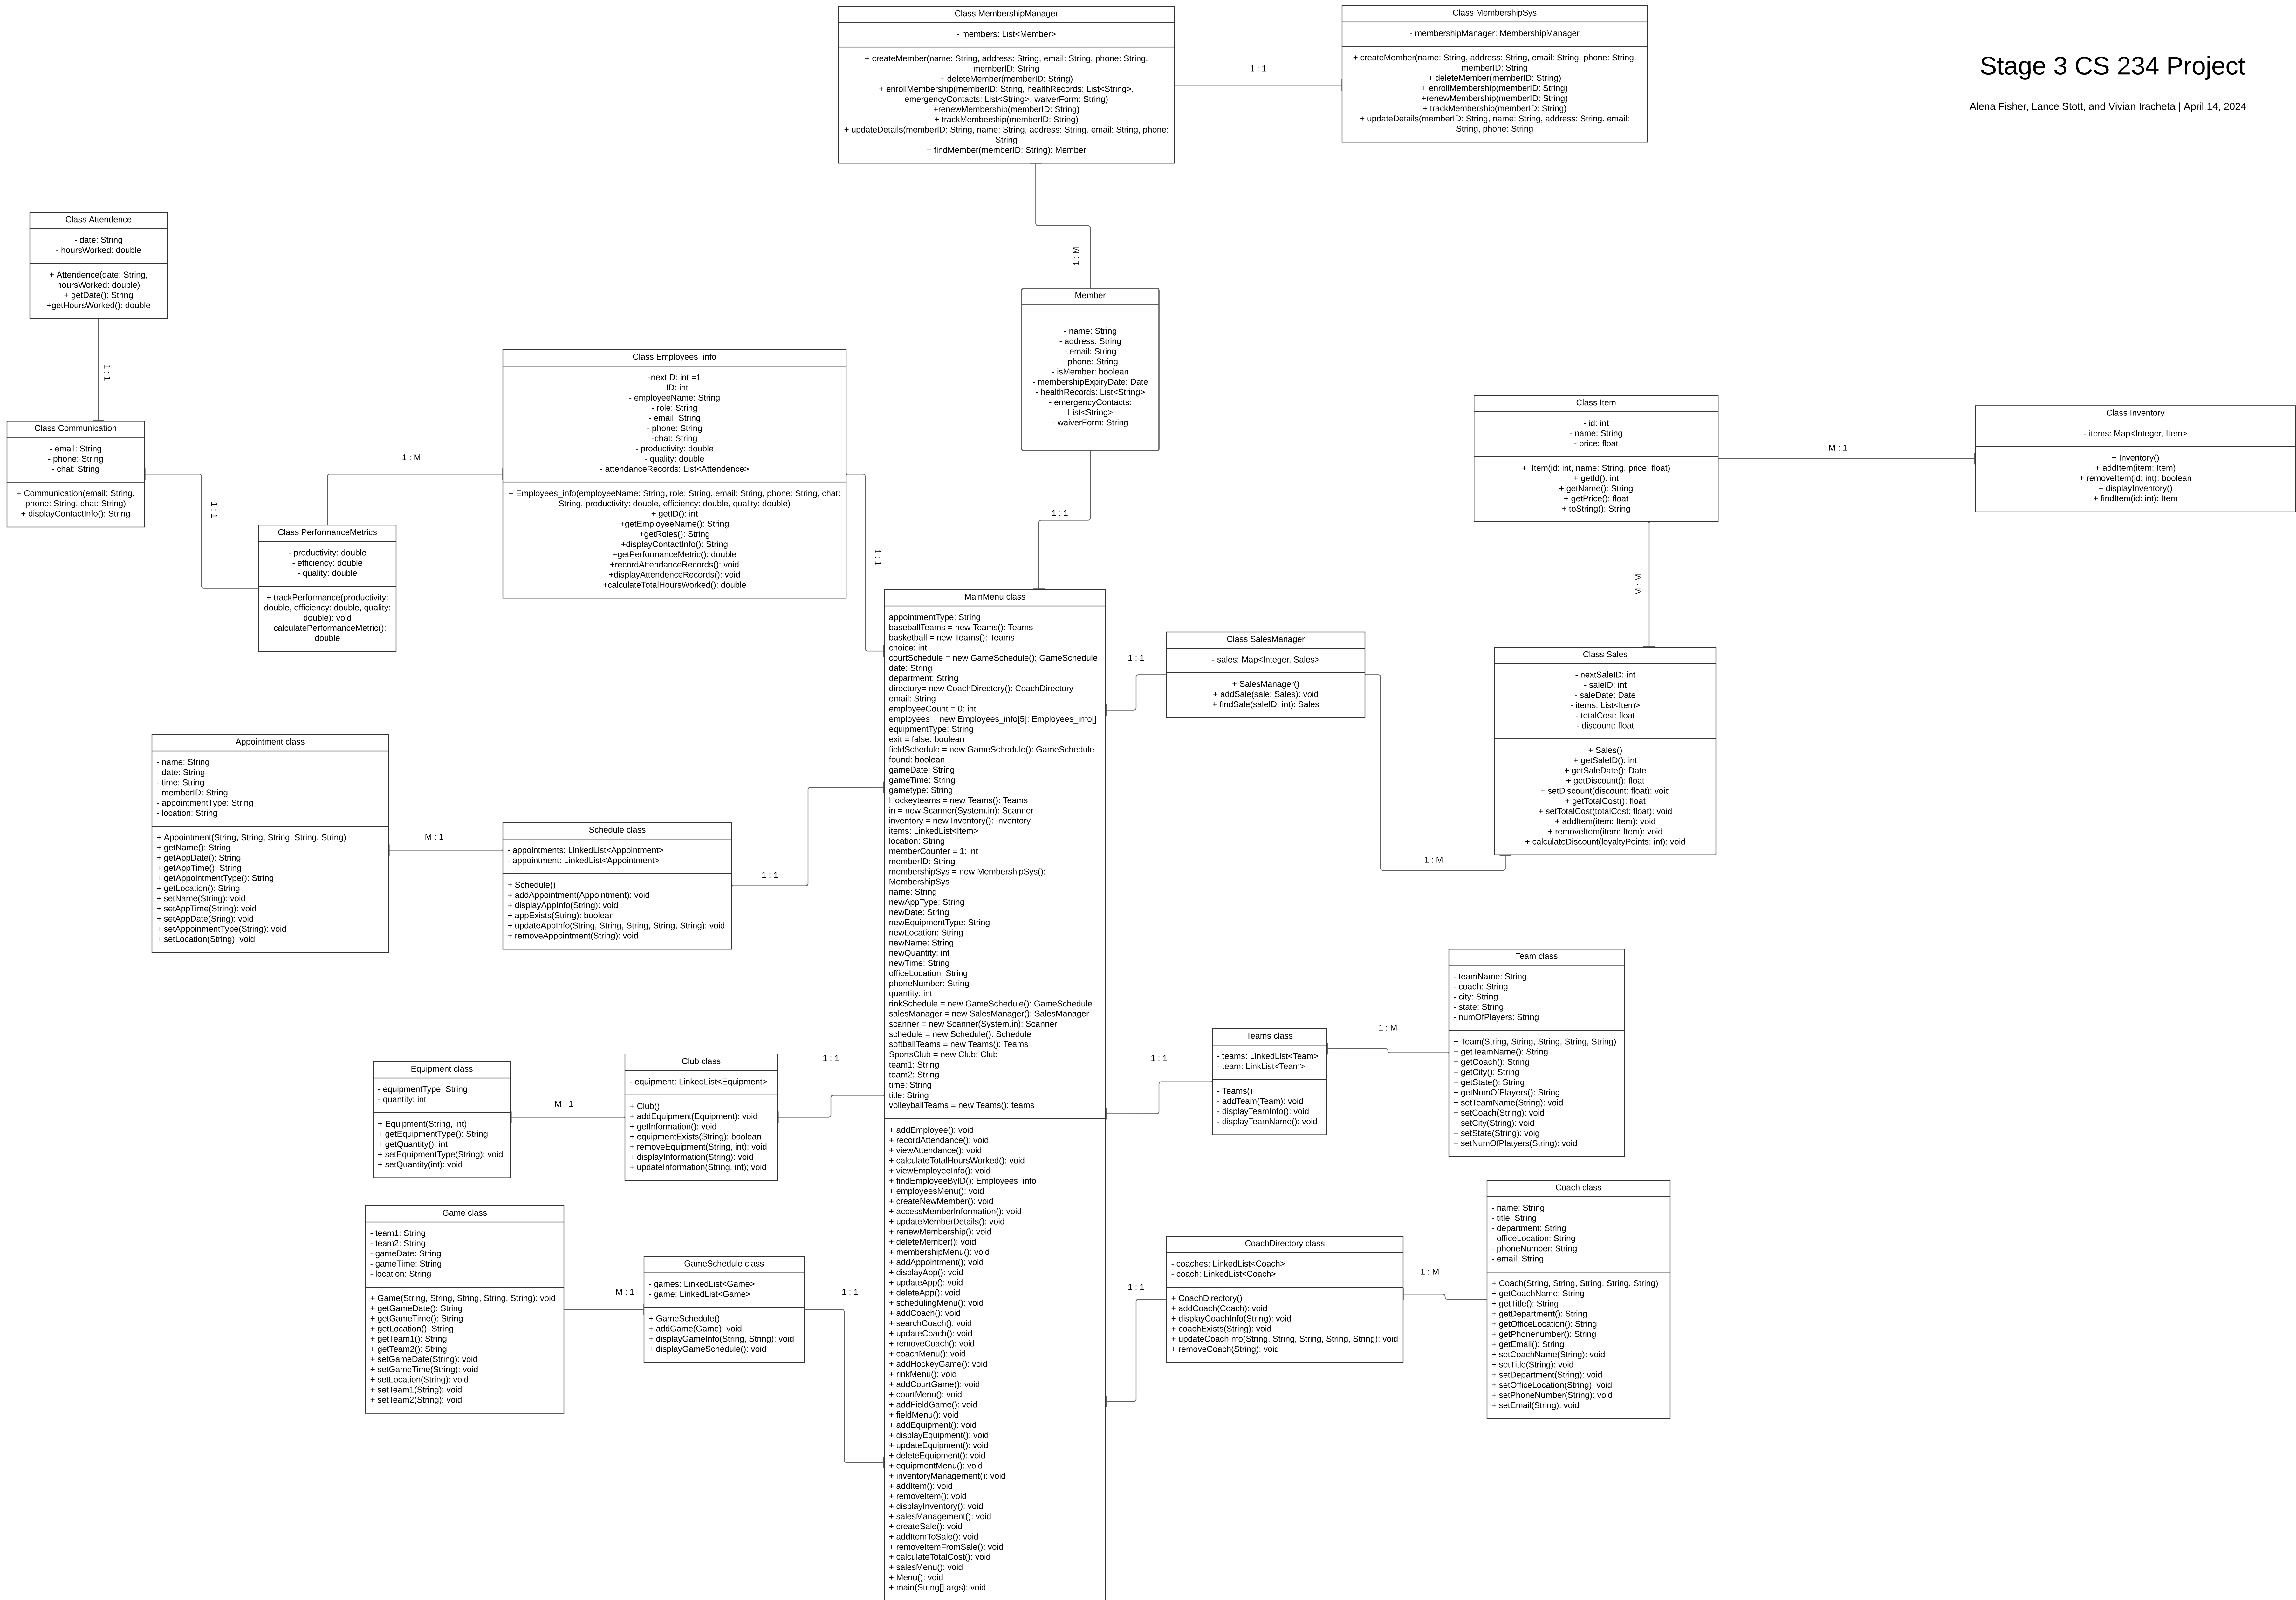 Stage 3 CS 234 Project
Alena Fisher, Lance Stott, and Vivian Iracheta | April 14, 2024
Class MembershipManager
- members: List<Member>
+ createMember(name: String, address: String, email: String, phone: String,
memberID: String
+ deleteMember(memberID: String)
+ enrollMembership(memberID: String, healthRecords: List<String>,
emergencyContacts: List<String>, waiverForm: String)
+renewMembership(memberID: String)
+ trackMembership(memberID: String)
+ updateDetails(memberID: String, name: String, address: String. email: String, phone:
String
+ findMember(memberID: String): Member
1 : 1
Class MembershipSys
- membershipManager: MembershipManager
+ createMember(name: String, address: String, email: String, phone: String,
memberID: String
+ deleteMember(memberID: String)
+ enrollMembership(memberID: String)
+renewMembership(memberID: String)
+ trackMembership(memberID: String)
+ updateDetails(memberID: String, name: String, address: String. email:
String, phone: String
1 : M
Class Attendence
- date: String
- hoursWorked: double
+ Attendence(date: String,
hoursWorked: double)
+ getDate(): String
+getHoursWorked(): double
1 : 1
Class Communication
- email: String
- phone: String
- chat: String
+ Communication(email: String,
phone: String, chat: String)
+ displayContactInfo(): String
1 : 1
Class PerformanceMetrics
- productivity: double
- efficiency: double
- quality: double
+ trackPerformance(productivity:
double, efficiency: double, quality:
double): void
+calculatePerformanceMetric():
double
1 : M
Class Employees_info
-nextID: int =1
- ID: int
- employeeName: String
- role: String
- email: String
- phone: String
-chat: String
- productivity: double
- quality: double
- attendanceRecords: List<Attendence>
+ Employees_info(employeeName: String, role: String, email: String, phone: String, chat:
String, productivity: double, efficiency: double, quality: double)
+ getID(): int
+getEmployeeName(): String
+getRoles(): String
+displayContactInfo(): String
+getPerformanceMetric(): double
+recordAttendanceRecords(): void
+displayAttendenceRecords(): void
+calculateTotalHoursWorked(): double
1 : 1
Member
- name: String
- address: String
- email: String
- phone: String
- isMember: boolean
- membershipExpiryDate: Date
- healthRecords: List<String>
- emergencyContacts:
List<String>
- waiverForm: String
1 : 1
Class Item
- id: int
- name: String
- price: float
+ Item(id: int, name: String, price: float)
+ getId(): int
+ getName(): String
+ getPrice(): float
+ toString(): String
M : 1
Class Inventory
- items: Map<Integer, Item>
+ Inventory()
+ addItem(item: Item)
+ removeItem(id: int): boolean
+ displayInventory()
+ findItem(id: int): Item
M : M
MainMenu class
appointmentType: String
baseballTeams = new Teams(): Teams
basketball = new Teams(): Teams
choice: int
courtSchedule = new GameSchedule(): GameSchedule
date: String
department: String
directory= new CoachDirectory(): CoachDirectory
email: String
employeeCount = 0: int
employees = new Employees_info[5]: Employees_info[]
equipmentType: String
exit = false: boolean
fieldSchedule = new GameSchedule(): GameSchedule
found: boolean
gameDate: String
gameTime: String
gametype: String
Hockeyteams = new Teams(): Teams
in = new Scanner(System.in): Scanner
inventory = new Inventory(): Inventory
items: LinkedList<Item>
location: String
memberCounter = 1: int
memberID: String
membershipSys = new MembershipSys():
MembershipSys
name: String
newAppType: String
newDate: String
newEquipmentType: String
newLocation: String
newName: String
newQuantity: int
newTime: String
officeLocation: String
phoneNumber: String
quantity: int
rinkSchedule = new GameSchedule(): GameSchedule
salesManager = new SalesManager(): SalesManager
scanner = new Scanner(System.in): Scanner
schedule = new Schedule(): Schedule
softballTeams = new Teams(): Teams
SportsClub = new Club: Club
team1: String
team2: String
time: String
title: String
volleyballTeams = new Teams(): teams
+ addEmployee(): void
+ recordAttendance(): void
+ viewAttendance(): void
+ calculateTotalHoursWorked(): void
+ viewEmployeeInfo(): void
+ findEmployeeByID(): Employees_info
+ employeesMenu(): void
+ createNewMember(): void
+ accessMemberInformation(): void
+ updateMemberDetails(): void
+ renewMembership(): void
+ deleteMember(): void
+ membershipMenu(): void
+ addAppointment(): void
+ displayApp(): void
+ updateApp(): void
+ deleteApp(): void
+ schedulingMenu(): void
+ addCoach(): void
+ searchCoach(): void
+ updateCoach(): void
+ removeCoach(): void
+ coachMenu(): void
+ addHockeyGame(): void
+ rinkMenu(): void
+ addCourtGame(): void
+ courtMenu(): void
+ addFieldGame(): void
+ fieldMenu(): void
+ addEquipment(): void
+ displayEquipment(): void
+ updateEquipment(): void
+ deleteEquipment(): void
+ equipmentMenu(): void
+ inventoryManagement(): void
+ addItem(): void
+ removeItem(): void
+ displayInventory(): void
+ salesManagement(): void
+ createSale(): void
+ addItemToSale(): void
+ removeItemFromSale(): void
+ calculateTotalCost(): void
+ salesMenu(): void
+ Menu(): void
+ main(String[] args): void
1 : 1
Class SalesManager
- sales: Map<Integer, Sales>
+ SalesManager()
+ addSale(sale: Sales): void
+ findSale(saleID: int): Sales
1 : M
Class Sales
- nextSaleID: int
- saleID: int
- saleDate: Date
- items: List<Item>
- totalCost: float
- discount: float
+ Sales()
+ getSaleID(): int
+ getSaleDate(): Date
+ getDiscount(): float
+ setDiscount(discount: float): void
+ getTotalCost(): float
+ setTotalCost(totalCost: float): void
+ addItem(item: Item): void
+ removeItem(item: Item): void
+ calculateDiscount(loyaltyPoints: int): void
Appointment class
- name: String
- date: String
- time: String
- memberID: String
- appointmentType: String
- location: String
+ Appointment(String, String, String, String, String)
+ getName(): String
+ getAppDate(): String
+ getAppTime(): String
+ getAppointmentType(): String
+ getLocation(): String
+ setName(String): void
+ setAppTime(String): void
+ setAppDate(Sring): void
+ setAppoinmentType(String): void
+ setLocation(String): void
M : 1
Schedule class
- appointments: LinkedList<Appointment>
- appointment: LinkedList<Appointment>
+ Schedule()
+ addAppointment(Appointment): void
+ displayAppInfo(String): void
+ appExists(String): boolean
+ updateAppInfo(String, String, String, String, String): void
+ removeAppointment(String): void
1 : 1
Equipment class
- equipmentType: String
- quantity: int
+ Equipment(String, int)
+ getEquipmentType(): String
+ getQuantity(): int
+ setEquipmentType(String): void
+ setQuantity(int): void
M : 1
Club class
- equipment: LinkedList<Equipment>
+ Club()
+ addEquipment(Equipment): void
+ getInformation(): void
+ equipmentExists(String): boolean
+ removeEquipment(String, int): void
+ displayInformation(String): void
+ updateInformation(String, int); void
1 : 1
1 : 1
Teams class
- teams: LinkedList<Team>
- team: LinkList<Team>
- Teams()
- addTeam(Team): void
- displayTeamInfo(): void
- displayTeamName(): void
1 : M
Team class
- teamName: String
- coach: String
- city: String
- state: String
- numOfPlayers: String
+ Team(String, String, String, String, String)
+ getTeamName(): String
+ getCoach(): String
+ getCity(): String
+ getState(): String
+ getNumOfPlayers(): String
+ setTeamName(String): void
+ setCoach(String): void
+ setCity(String): void
+ setState(String): voig
+ setNumOfPlatyers(String): void
Game class
- team1: String
- team2: String
- gameDate: String
- gameTime: String
- location: String
+ Game(String, String, String, String, String): void
+ getGameDate(): String
+ getGameTime(): String
+ getLocation(): String
+ getTeam1(): String
+ getTeam2(): String
+ setGameDate(String): void
+ setGameTime(String): void
+ setLocation(String): void
+ setTeam1(String): void
+ setTeam2(String): void
M : 1
GameSchedule class
- games: LinkedList<Game>
- game: LinkedList<Game>
+ GameSchedule()
+ addGame(Game): void
+ displayGameInfo(String, String): void
+ displayGameSchedule(): void
1 : 1
1 : 1
CoachDirectory class
- coaches: LinkedList<Coach>
- coach: LinkedList<Coach>
+ CoachDirectory()
+ addCoach(Coach): void
+ displayCoachInfo(String): void
+ coachExists(String): void
+ updateCoachInfo(String, String, String, String, String): void
+ removeCoach(String): void
1 : M
Coach class
- name: String
- title: String
- department: String
- officeLocation: String
- phoneNumber: String
- email: String
+ Coach(String, String, String, String, String)
+ getCoachName: String
+ getTitle(): String
+ getDepartment(): String
+ getOfficeLocation(): String
+ getPhonenumber(): String
+ getEmail(): String
+ setCoachName(String): void
+ setTitle(String): void
+ setDepartment(String): void
+ setOfficeLocation(String): void
+ setPhoneNumber(String): void
+ setEmail(String): void